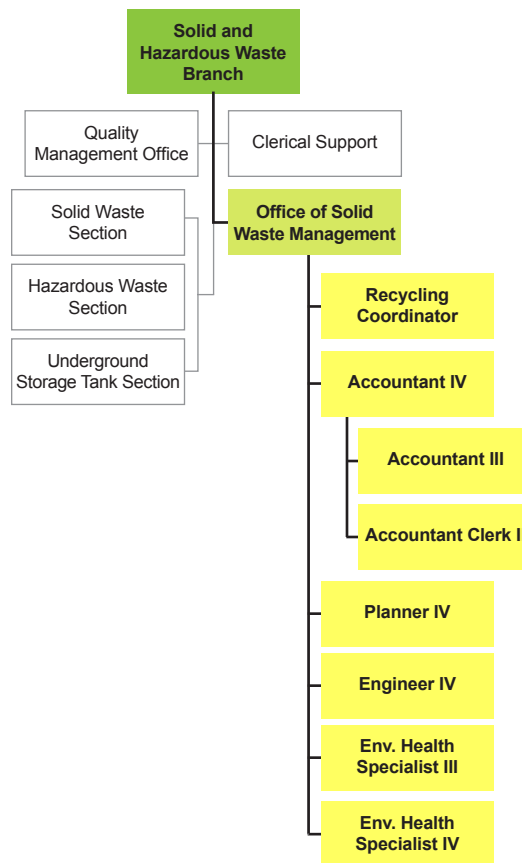 Solid and
Hazardous Waste
Branch
Quality
Management Office
Clerical Support
Solid Waste
Section
Office of Solid
Waste Management
Hazardous Waste
Section
Underground
Storage Tank Section
Recycling
Coordinator
Accountant IV
Accountant III
Accountant Clerk I
Planner IV
Engineer IV
Env. Health
Specialist III
Env. Health
Specialist IV